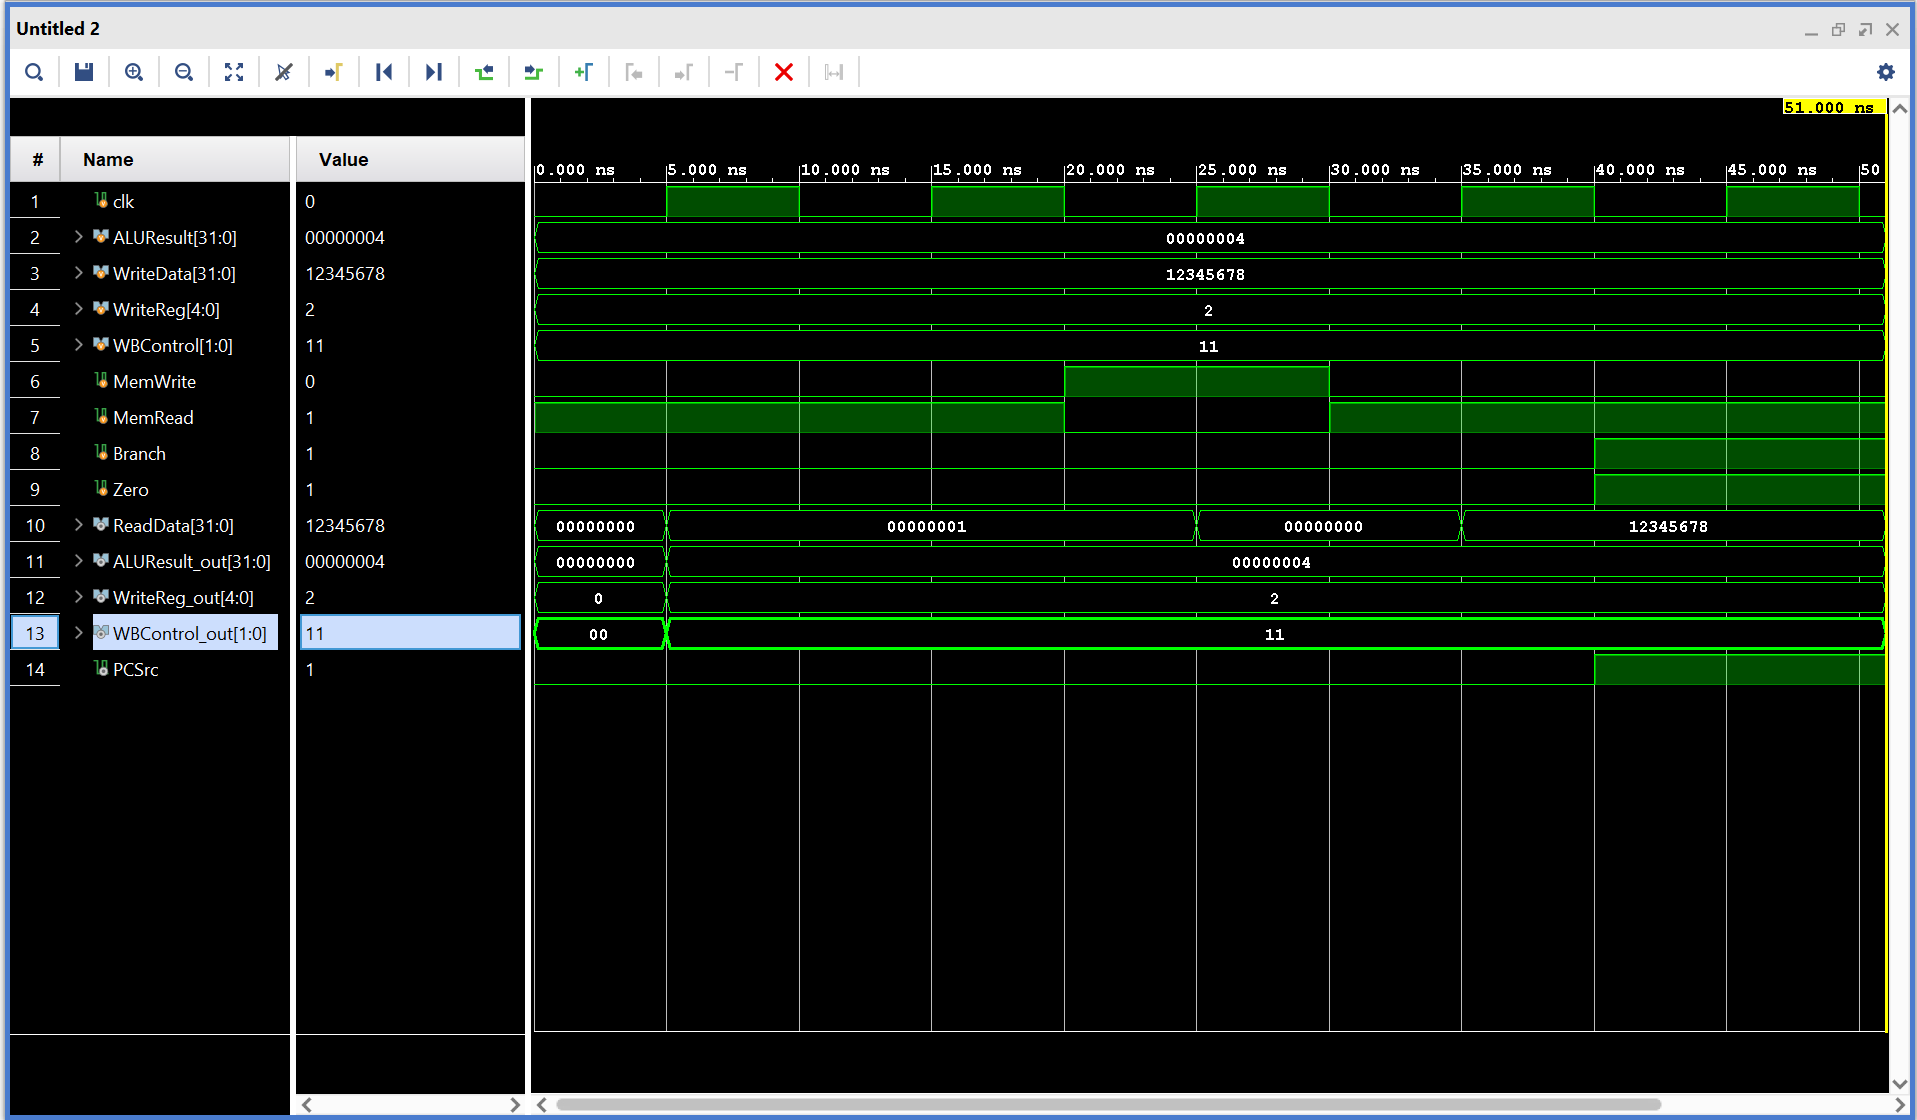 Untitled 2
51.000 ns
# Name Value
0.000 ns 5.000 ns 10.000 ns 15.000 ns 20.000 ns 25.000 ns 30.000 ns 35.000 ns 40.000 ns 45.000 ns 50
1 clk 0
2 ALUResult[31:0] 00000004 00000004
3 WriteData[31:0] 12345678 12345678
4 WriteReg[4:0] 2 2
5 WBControl[1:0] 11 11
6 MemWrite 0
7 MemRead 1
8 Branch 1
9 Zero 1
10 ReadData[31:0] 12345678 00000000 00000001 00000000 12345678
11 ALUResult_out[31:0] 00000004 00000000 00000004
12 WriteReg_out[4:0] 2 0 2
13 WBControl_out[1:0] 11 00 11
14 PCSrc 1